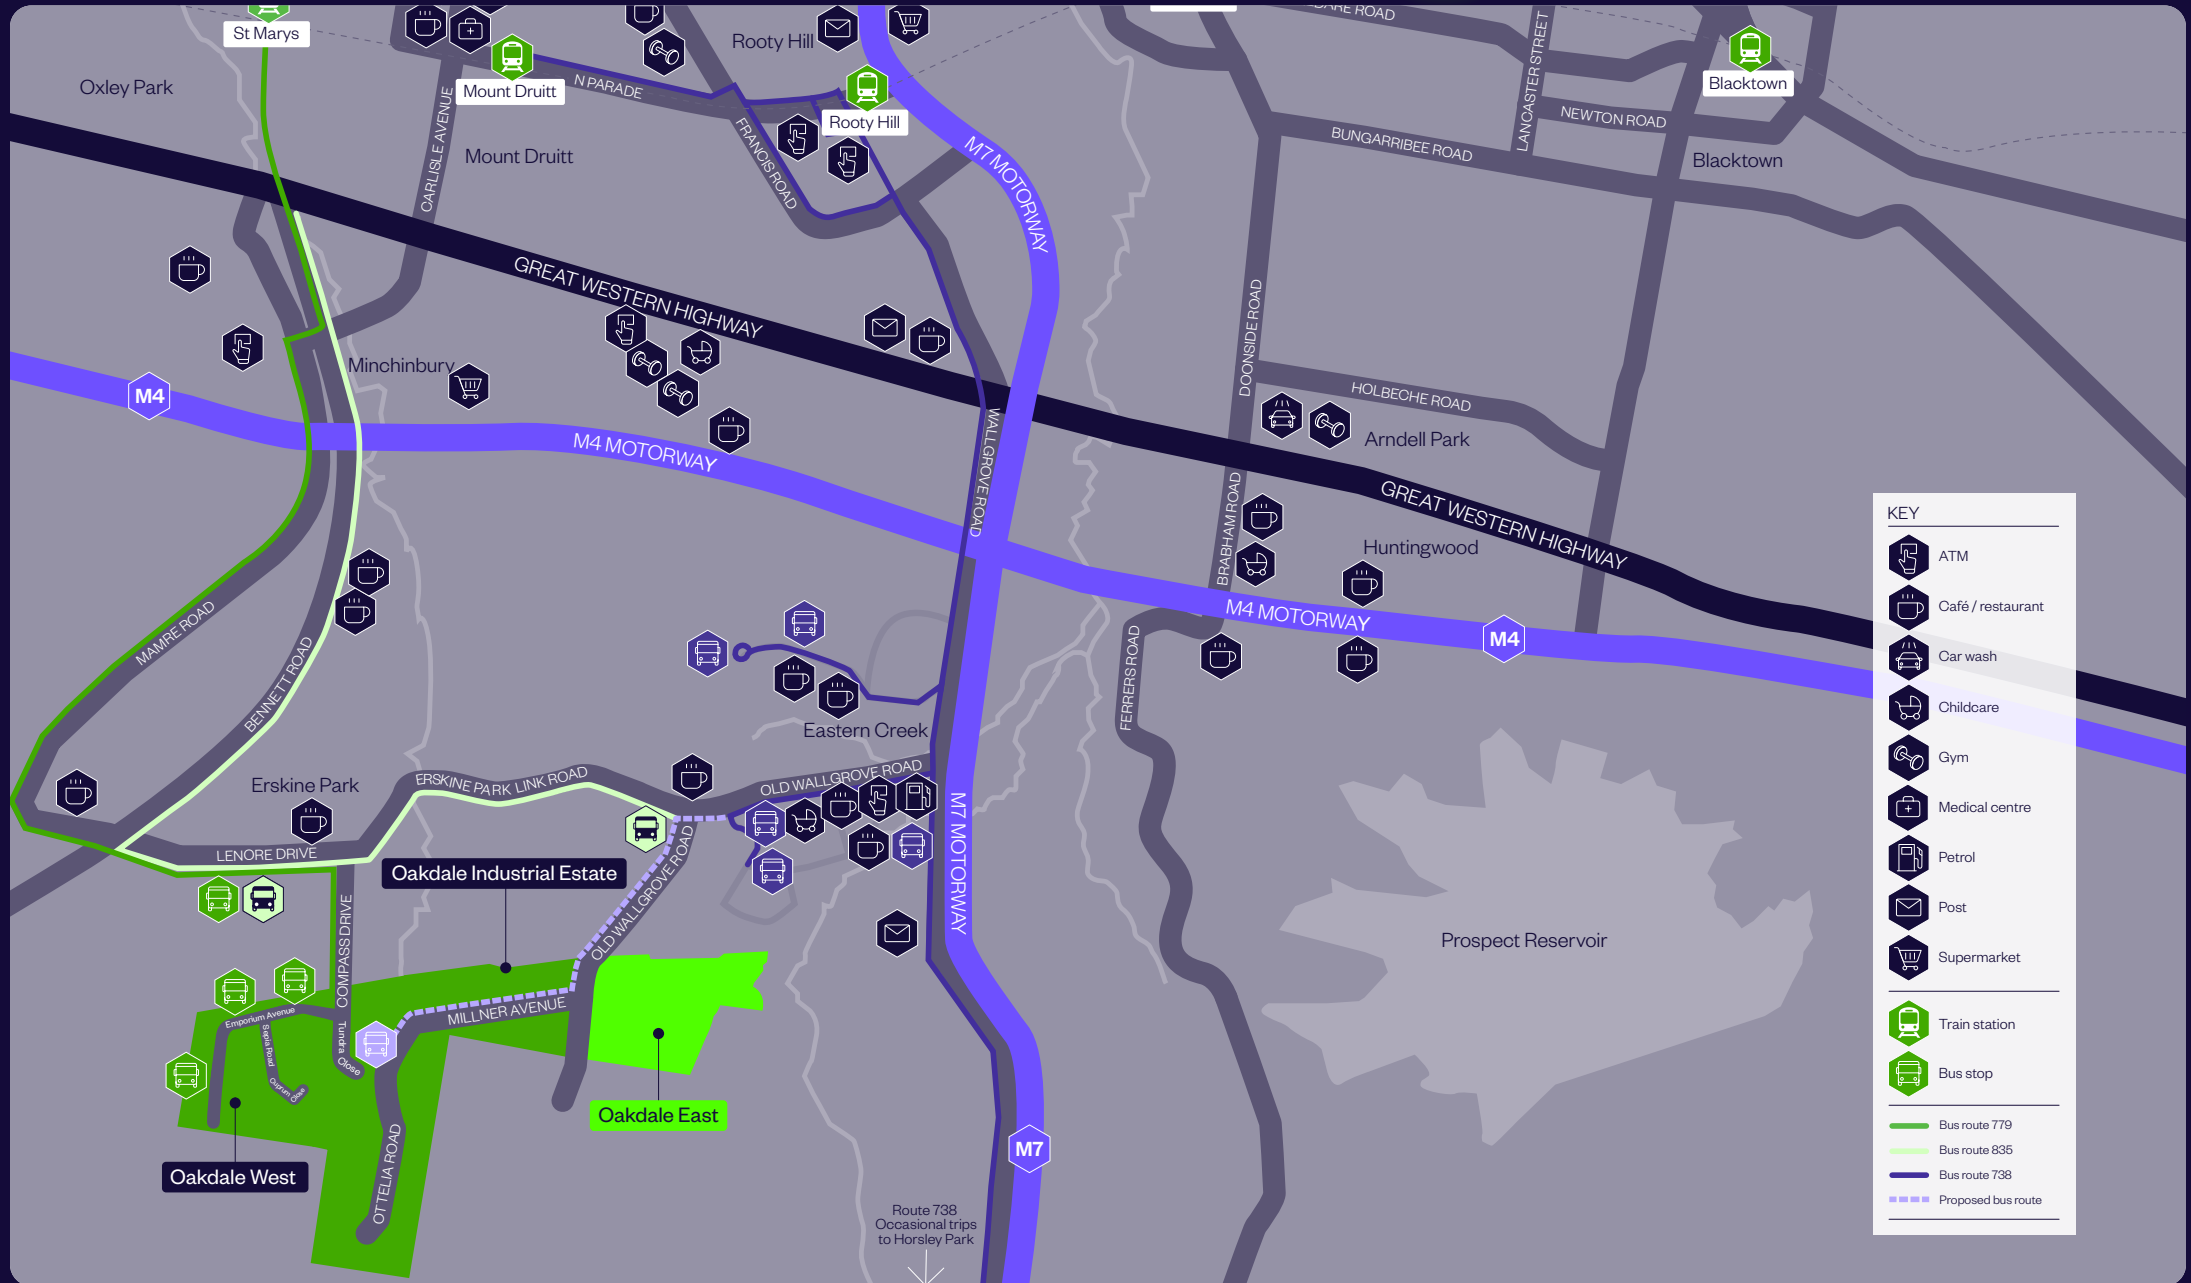 St Marys
Oxley Park
Mount Druitt
N PARADE
Rooty Hill
Rooty Hill
CARLISLE AVENUE
Mount Druitt
FRANCIS ROAD
M7 MOTORWAY
LANCASTER STREET
NEWTON ROAD
BUNGARRIBEE ROAD
Blacktown
Blacktown
GREAT WESTERN HIGHWAY
Minchinbury
M4
M4 MOTORWAY
WALLGROVE ROAD
DOONSIDE ROAD
HOLBECHE ROAD
Arndell Park
BRABHAM ROAD
GREAT WESTERN HIGHWAY
Huntingwood
M4 MOTORWAY
M4
FERRERS ROAD
MAMRE ROAD
BENNETT ROAD
Eastern Creek
Erskine Park
ERSKINE PARK LINK ROAD
OLD WALLGROVE ROAD
LENORE DRIVE
Oakdale Industrial Estate
OLD WALLGROVE ROAD
M7 MOTORWAY
COMPASS DRIVE
MILLNER AVENUE
Emporium Avenue
Sepia Road
Cuprum Close
Tundra Close
Prospect Reservoir
Oakdale East
Oakdale West
OTTELIA ROAD
M7
Route 738
Occasional trips
to Horsley Park
KEY
ATM
Café / restaurant
Car wash
Childcare
Gym
Medical centre
Petrol
Post
Supermarket
Train station
Bus stop
Bus route 779
Bus route 835
Bus route 738
Proposed bus route